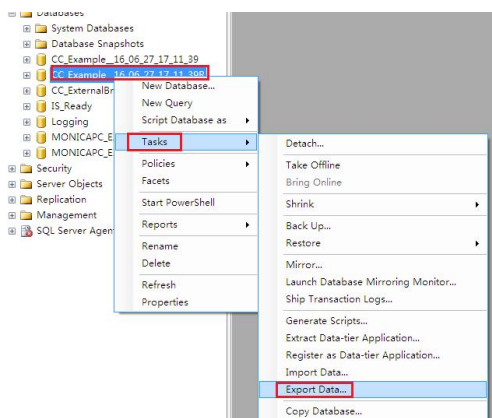 Databases
System Databases
Database Snapshots
CC_Example__16_06_27_17_11_39
CC_Example__16_06_27_17_11_39R
CC_ExternalBr
IS_Ready
Logging
MONICAPC_E
MONICAPC_E
Security
Server Objects
Replication
Management
SQL Server Agen
New Database...
New Query
Script Database as
Tasks
Policies
Facets
Start PowerShell
Reports
Rename
Delete
Refresh
Properties
Detach...
Take Offline
Bring Online
Shrink
Back Up...
Restore
Mirror...
Launch Database Mirroring Monitor...
Ship Transaction Logs...
Generate Scripts...
Extract Data-tier Application...
Register as Data-tier Application...
Import Data...
Export Data...
Copy Database...